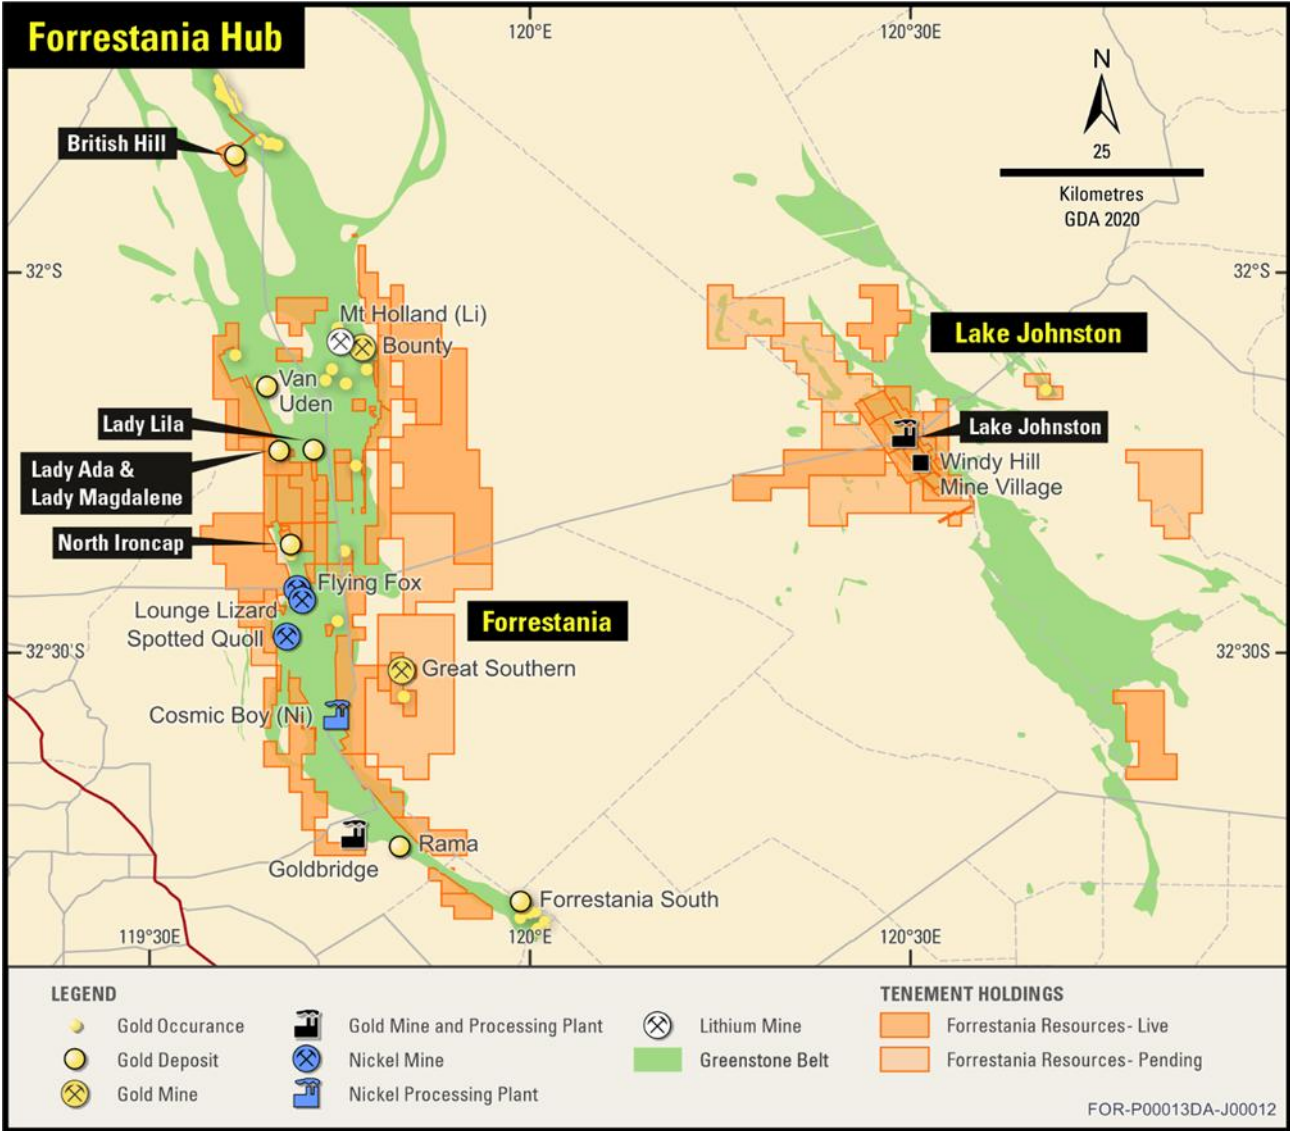 Forrestania Hub
120°E
120°30'E
N
25
Kilometres
GDA 2020
British Hill
32°S
32°S
Mt Holland (Li)
Bounty
Lake Johnston
Van
Uden
Lady Lila
Lake Johnston
Lady Ada &
Lady Magdalene
Windy Hill
Mine Village
North Ironcap
Flying Fox
Lounge Lizard
Forrestania
Spotted Quoll
32°30'S
32°30'S
Great Southern
Cosmic Boy (Ni)
Rama
Goldbridge
Forrestania South
119°30E
120°E
120°30E
LEGEND
Gold Occurance
Gold Deposit
Gold Mine
Gold Mine and Processing Plant
Nickel Mine
Nickel Processing Plant
Lithium Mine
Greenstone Belt
TENEMENT HOLDINGS
Forrestania Resources- Live
Forrestania Resources- Pending
FOR-P00013DA-J00012